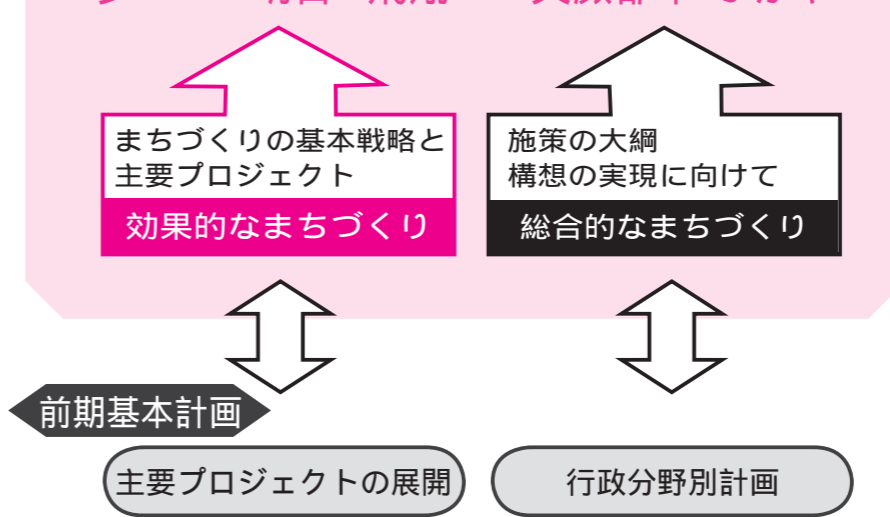 まちづくりの基本戦略と
主要プロジェクト
効果的なまちづくり
施策の大綱
構想の実現に向けて
総合的なまちづくり
前期基本計画
主要プロジェクトの展開
行政分野別計画